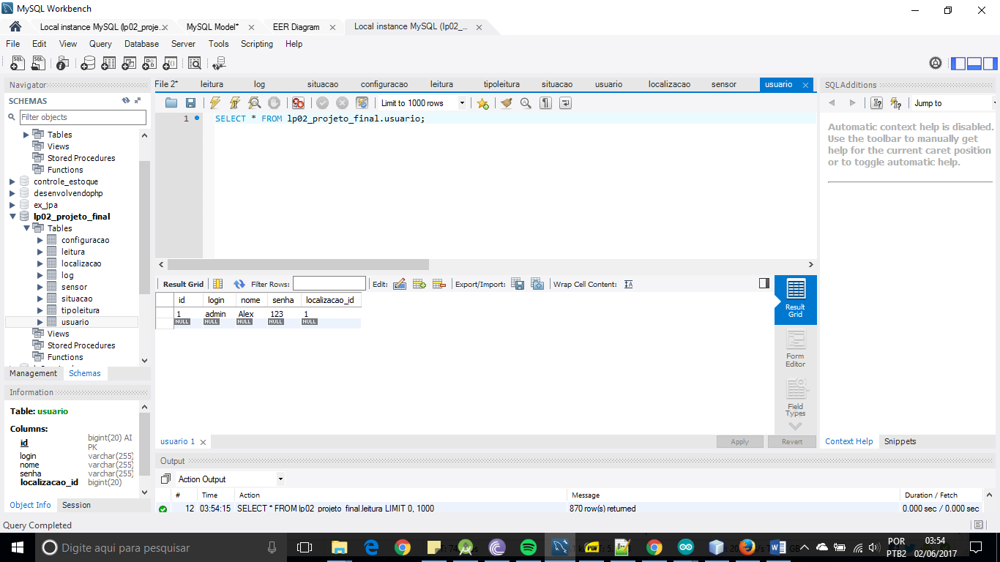 MySQL Workbench
Local instance MySQL (lp02_proje...
MySQL Model*
EER Diagram
Local instance MySQL (lp02_...
File Edit View Query Database Server Tools Scripting Help
Navigator
SCHEMAS
Filter objects
Tables
Views
Stored Procedures
Functions
controle_estoque
desenvolvendophp
ex_jpa
lp02_projeto_final
Tables
configuracao
leitura
localizacao
log
sensor
situacao
tipoleitura
usuario
Views
Stored Procedures
Functions
Management Schemas
Information
Table: usuario
Columns:
id bigint(20) AI PK
login varchar(255)
nome varchar(255)
senha varchar(255)
localizacao_id bigint(20)
Object Info Session
File 2* leitura log situacao configuracao leitura tipoleitura situacao usuario localizacao sensor usuario
Limit to 1000 rows
1 SELECT * FROM lp02_projeto_final.usuario;
Result Grid Filter Rows: Edit: Export/Import: Wrap Cell Content:
id login nome senha localizacao_id
1 admin Alex 123 1
NULL NULL NULL NULL NULL
Result Grid
Form Editor
Field Types
usuario 1
Apply Revert
SQLAdditions
Jump to
Automatic context help is disabled.
Use the toolbar to manually get
help for the current caret position
or to toggle automatic help.
Context Help Snippets
Output
Action Output
# Time Action Message Duration / Fetch
12 03:54:15 SELECT * FROM lp02_projeto_final.leitura LIMIT 0, 1000 870 row(s) returned 0.000 sec / 0.000 sec
Query Completed
Digite aqui para pesquisar
POR
PTB2
03:54
02/06/2017